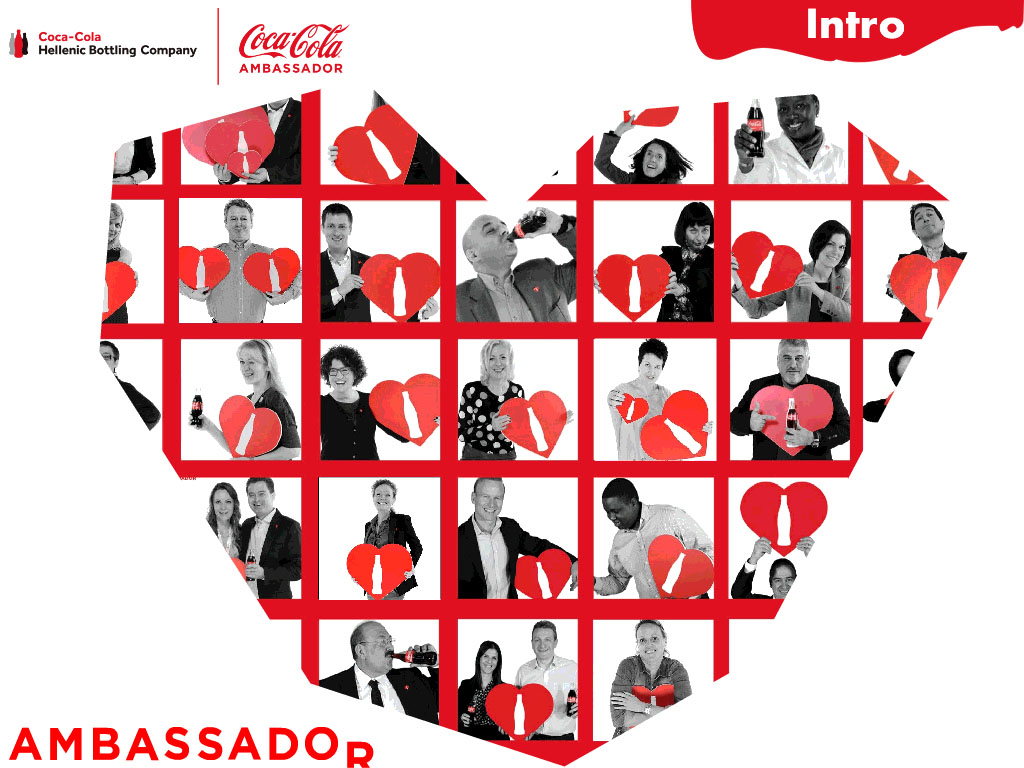 Coca-Cola
Hellenic Bottling Company
Coca-Cola
AMBASSADOR
Intro
AMBASSADOR